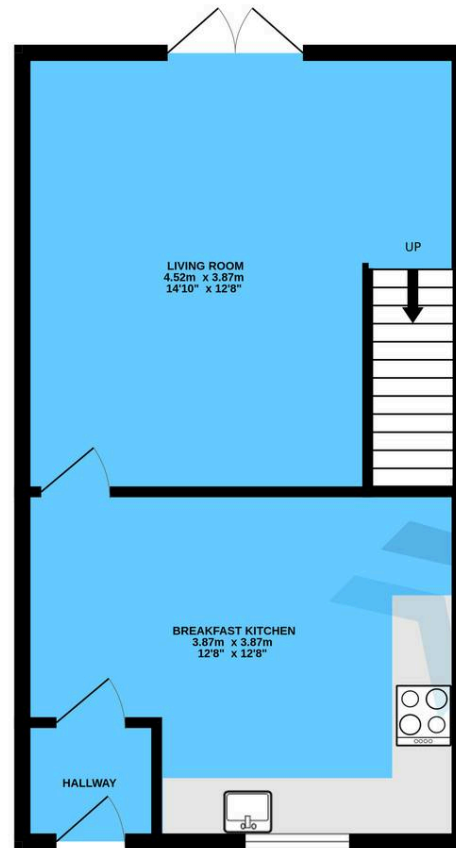 UP
LIVING ROOM
4.52m x 3.87m
14'10" x 12'8"
BREAKFAST KITCHEN
3.87m x 3.87m
12'8" x 12'8"
HALLWAY